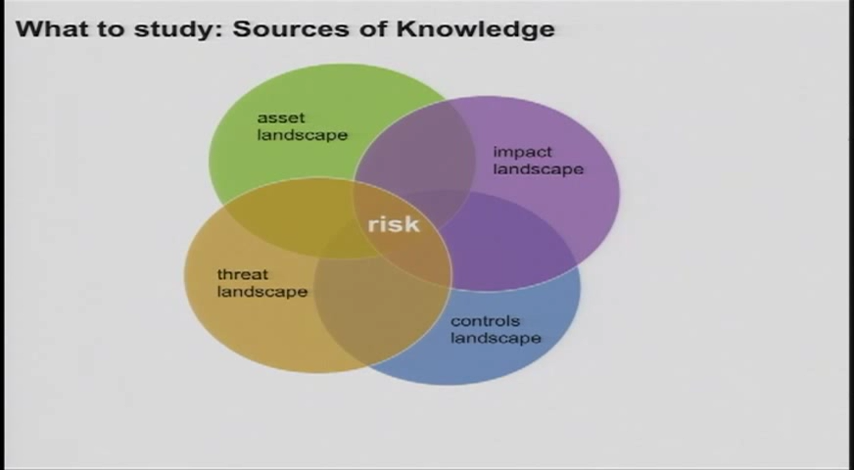 What to study: Sources of Knowledge
asset
landscape
impact
landscape
risk
threat
landscape
controls
landscape